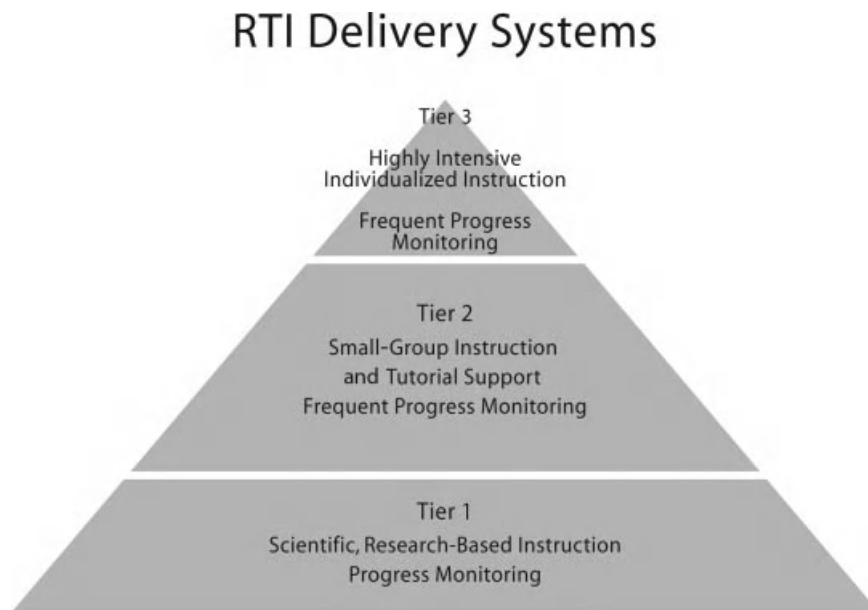 RTI Delivery Systems
Tier 3
Highly Intensive
Individualized Instruction
Frequent Progress
Monitoring
Tier 2
Small-Group Instruction
and Tutorial Support
Frequent Progress Monitoring
Tier 1
Scientific, Research-Based Instruction
Progress Monitoring